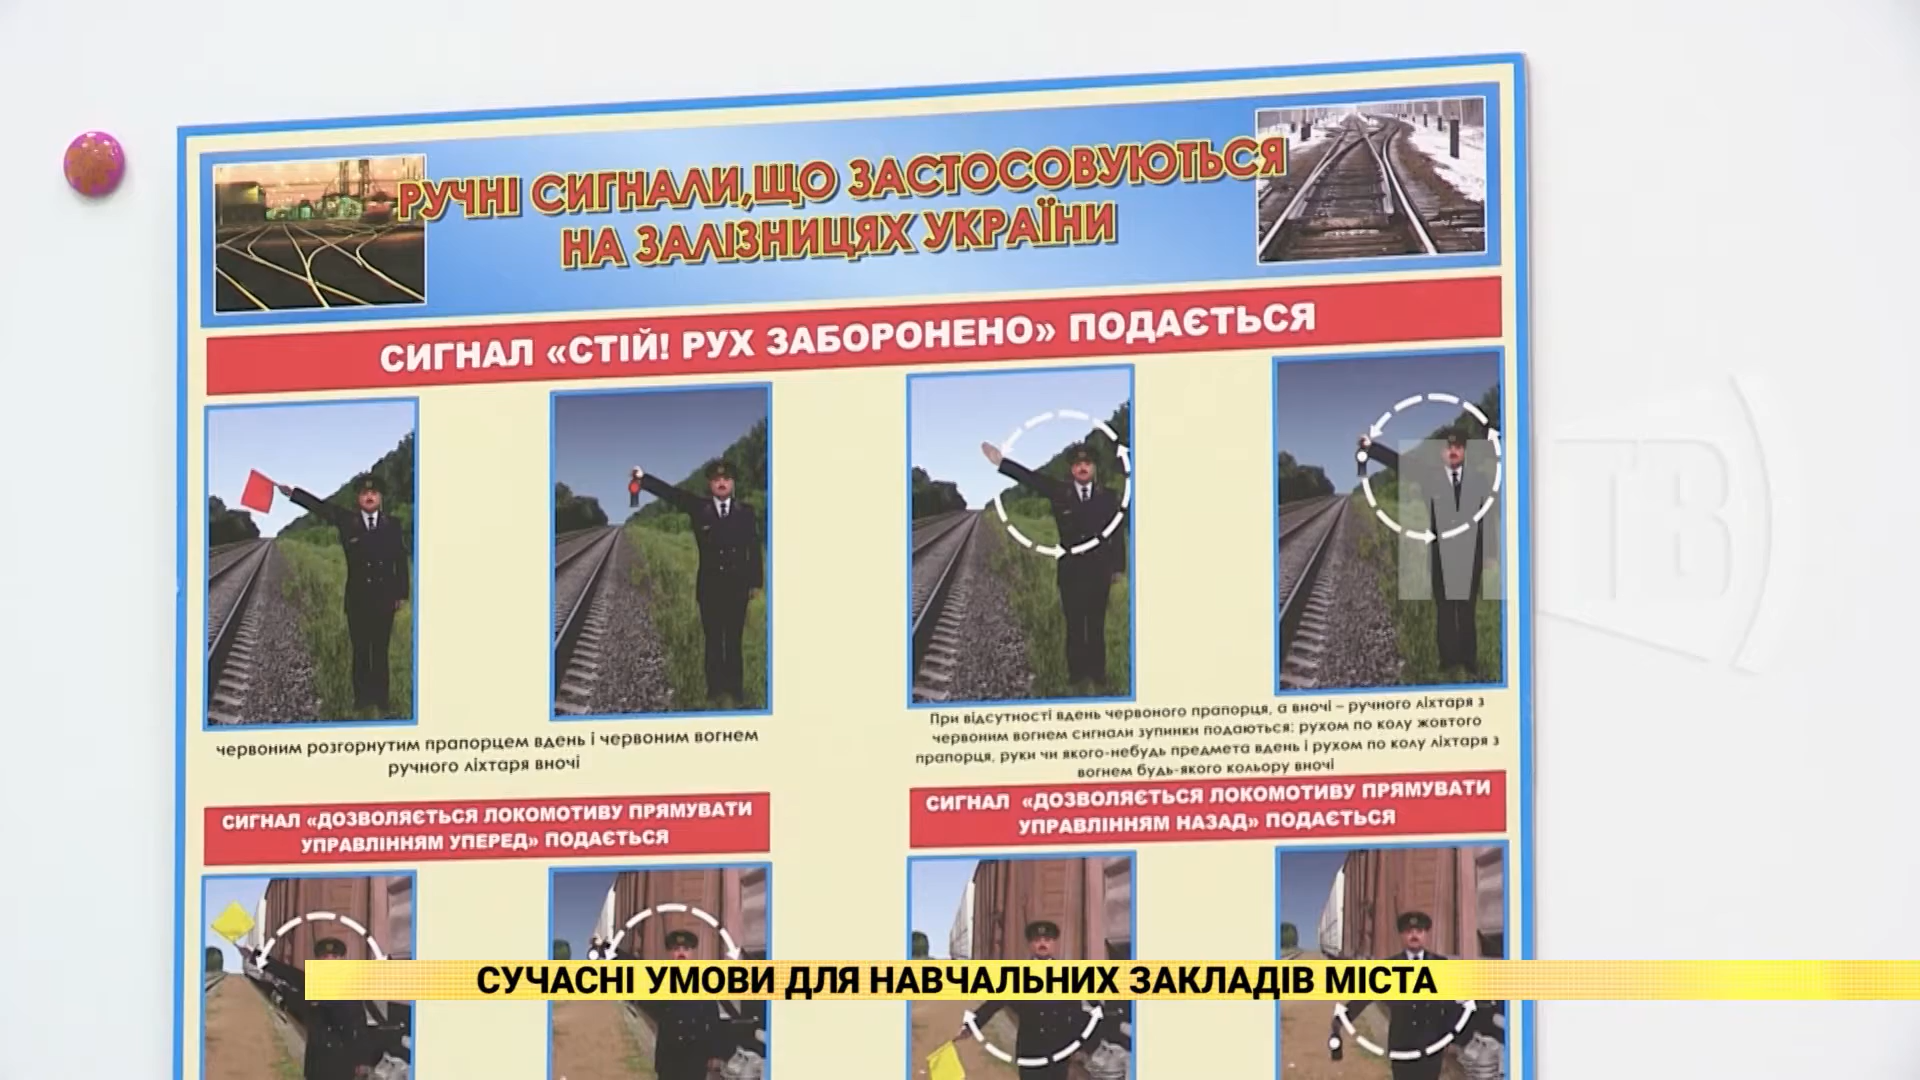 РУЧНІ СИГНАЛИ,ЩО ЗАСТОСОВУЮТЬСЯ
НА ЗАЛІЗНИЦЯХ УКРАЇНИ
СИГНАЛ «СТІЙ! РУХ ЗАБОРОНЕНО» ПОДАЄТЬСЯ
червоним розгорнутим прапорцем вдень і червоним вогнем
ручного ліхтаря вночі
При відсутності вдень червоного прапорця, а вночі – ручного ліхтаря з
червоним вогнем сигнали зупинки подаються: рухом по колу жовтого
прапорця, руки чи якого-небудь предмета вдень і рухом по колу ліхтаря з
вогнем будь-якого кольору вночі
СИГНАЛ «ДОЗВОЛЯЄТЬСЯ ЛОКОМОТИВУ ПРЯМУВАТИ
УПРАВЛІННЯМ УПЕРЕД» ПОДАЄТЬСЯ
СИГНАЛ «ДОЗВОЛЯЄТЬСЯ ЛОКОМОТИВУ ПРЯМУВАТИ
УПРАВЛІННЯМ НАЗАД» ПОДАЄТЬСЯ
МТВ
СУЧАСНІ УМОВИ ДЛЯ НАВЧАЛЬНИХ ЗАКЛАДІВ МІСТА